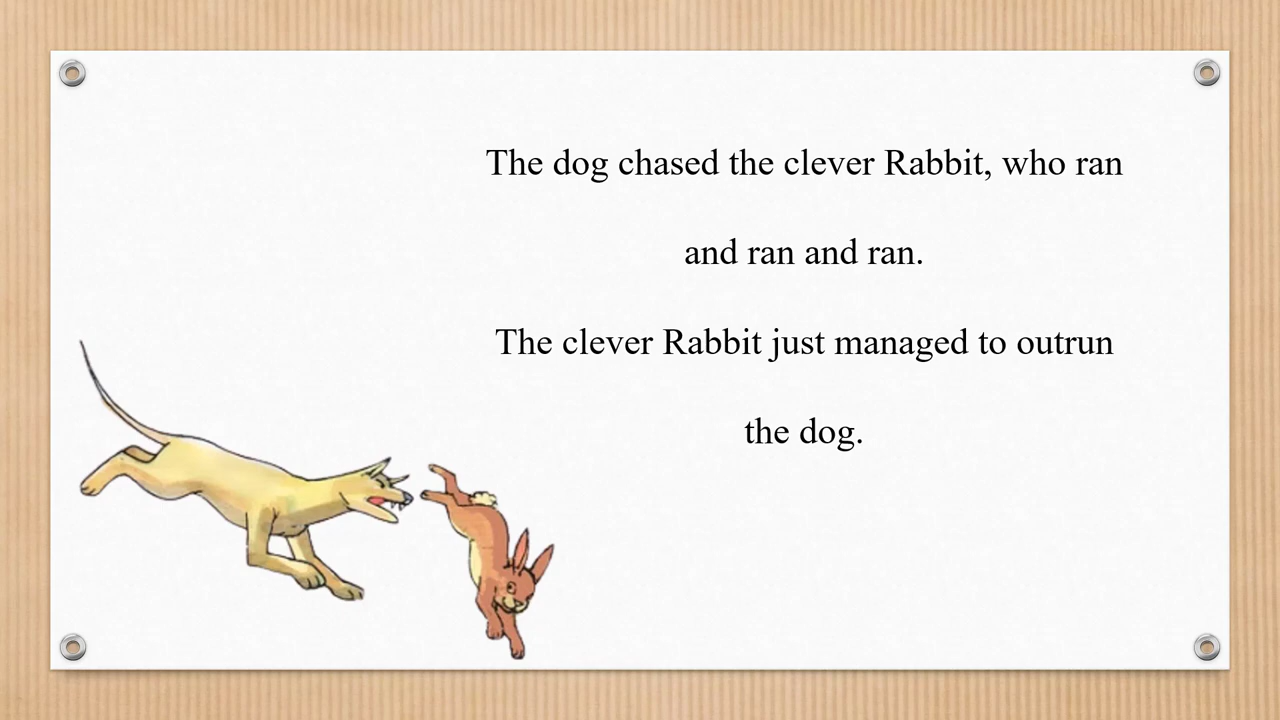 The dog chased the clever Rabbit, who ran
and ran and ran.
The clever Rabbit just managed to outrun
the dog.